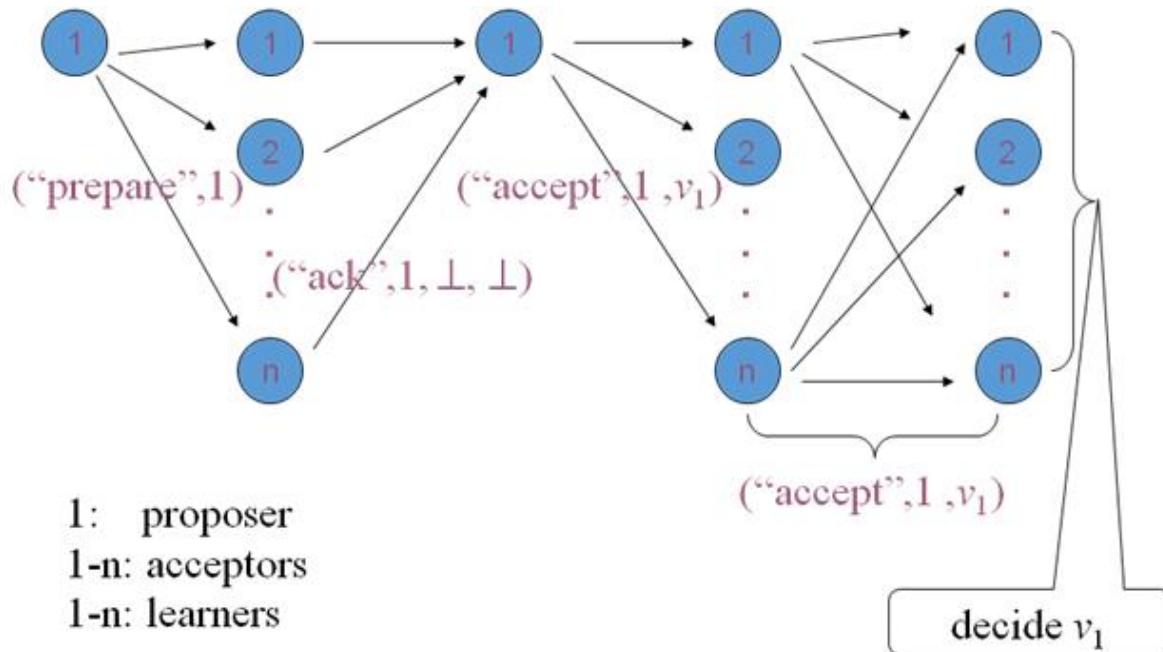 1 1 1 1 1
2 2 2
(“prepare”,1) (“accept”,1 ,v₁)
(“ack”,1, ⊥, ⊥)
n n n
(“accept”,1 ,v₁)
1: proposer
1-n: acceptors
1-n: learners
decide v₁